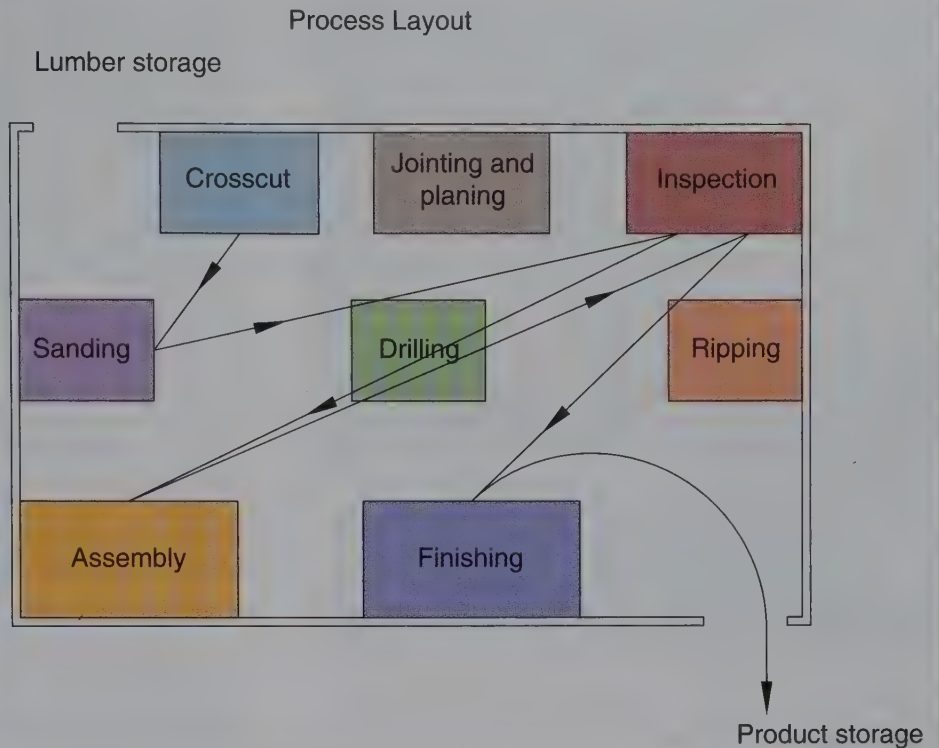 Process Layout
Lumber storage
Crosscut
Jointing and
planing
Inspection
Sanding
Drilling
Ripping
Assembly
Finishing
Product storage